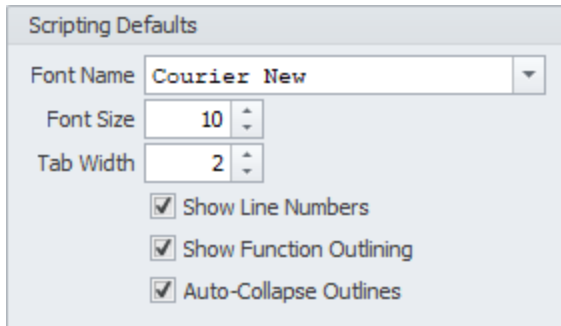 Scripting Defaults
Font Name Courier New
Font Size 10
Tab Width 2
Show Line Numbers
Show Function Outlining
Auto-Collapse Outlines